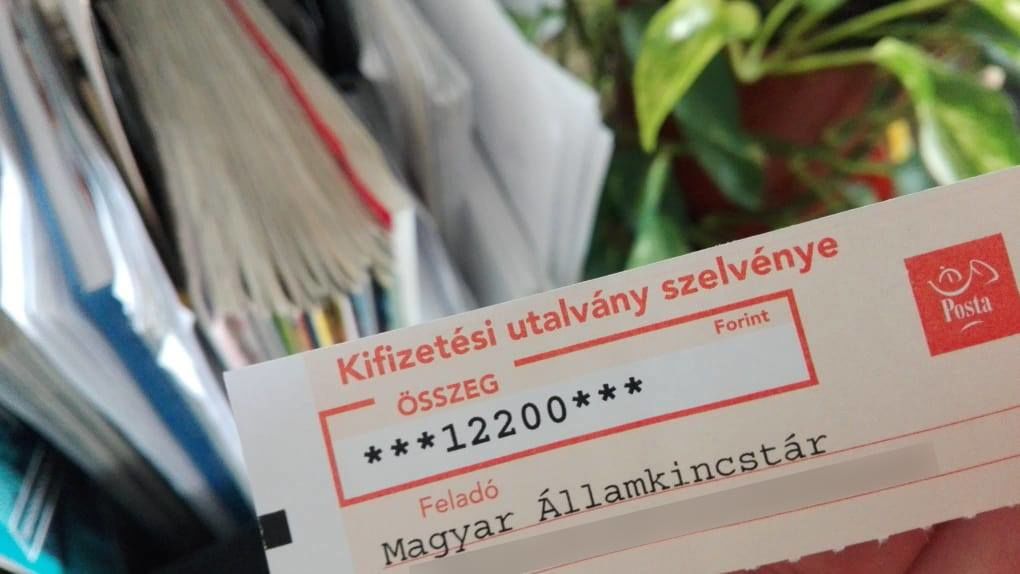 Kifizetési utalvány szelvénye
Posta
ÖSSZEG
Forint
***12200***
Feladó
Magyar Államkincstár